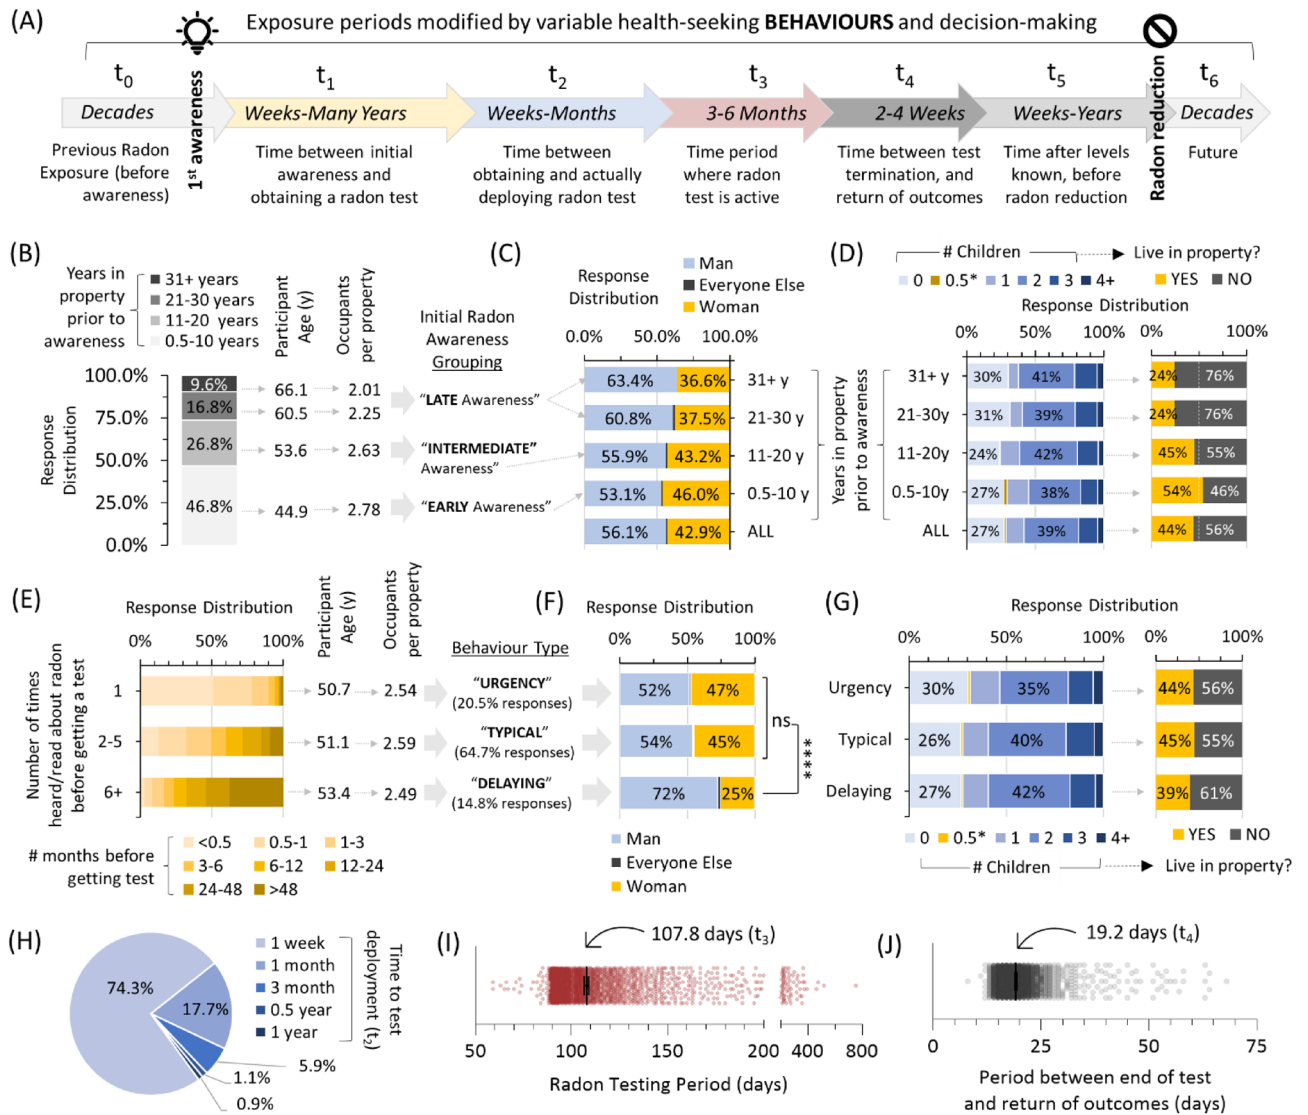 (A)
Exposure periods modified by variable health-seeking BEHAVIOURS and decision-making
t0
t1
t2
t3
t4
t5
t6
Decades
1st awareness
Weeks-Many Years
Weeks-Months
3-6 Months
2-4 Weeks
Weeks-Years
Radon reduction
Decades
Previous Radon
Exposure (before
awareness)
Time between initial
awareness and
obtaining a radon test
Time between
obtaining and actually
deploying radon test
Time period
where radon
test is active
Time between test
termination, and
return of outcomes
Time after levels
known, before
radon reduction
Future
(B)
Years in
property
prior to
awareness
31+ years
21-30 years
11-20 years
0.5-10 years
Participant
Age (y)
Occupants
per property
Response
Distribution
100.0%
75.0%
50.0%
25.0%
0.0%
9.6%
16.8%
26.8%
46.8%
66.1
60.5
53.6
44.9
2.01
2.25
2.63
2.78
Initial Radon
Awareness
Grouping
"LATE Awareness"
"INTERMEDIATE"
Awareness"
"EARLY Awareness"
(C)
Man
Everyone Else
Woman
Response
Distribution
0.0%
50.0%
100.0%
63.4%
36.6%
31+ y
60.8%
37.5%
21-30 y
55.9%
43.2%
11-20 y
53.1%
46.0%
0.5-10 y
56.1%
42.9%
ALL
Years in property
prior to awareness
(D)
# Children
Live in property?
0
0.5*
1
2
3
4+
YES
NO
Response Distribution
0%
50%
100%
0%
100%
31+ y
30%
41%
24%
76%
21-30y
31%
39%
24%
76%
11-20y
24%
42%
45%
55%
0.5-10y
27%
38%
54%
46%
ALL
27%
39%
44%
56%
(E)
Response Distribution
0%
50%
100%
Participant
Age (y)
Occupants
per property
Number of times
heard/read about radon
before getting a test
1
2-5
6+
50.7
51.1
53.4
2.54
2.59
2.49
# months before
getting test
<0.5
0.5-1
1-3
3-6
6-12
12-24
24-48
>48
Behaviour Type
"URGENCY"
(20.5% responses)
"TYPICAL"
(64.7% responses)
"DELAYING"
(14.8% responses)
(F)
Response Distribution
0%
50%
100%
52%
47%
54%
45%
72%
25%
ns
****
Man
Everyone Else
Woman
(G)
Response Distribution
0%
50%
100%
0%
100%
Urgency
30%
35%
44%
56%
Typical
26%
40%
45%
55%
Delaying
27%
42%
39%
61%
0
0.5*
1
2
3
4+
YES
NO
# Children
Live in property?
(H)
74.3%
17.7%
5.9%
1.1%
0.9%
1 week
1 month
3 month
0.5 year
1 year
Time to test
deployment (t2)
(I)
107.8 days (t3)
50
100
150
200
400
800
Radon Testing Period (days)
(J)
19.2 days (t4)
0
25
50
75
Period between end of test
and return of outcomes (days)